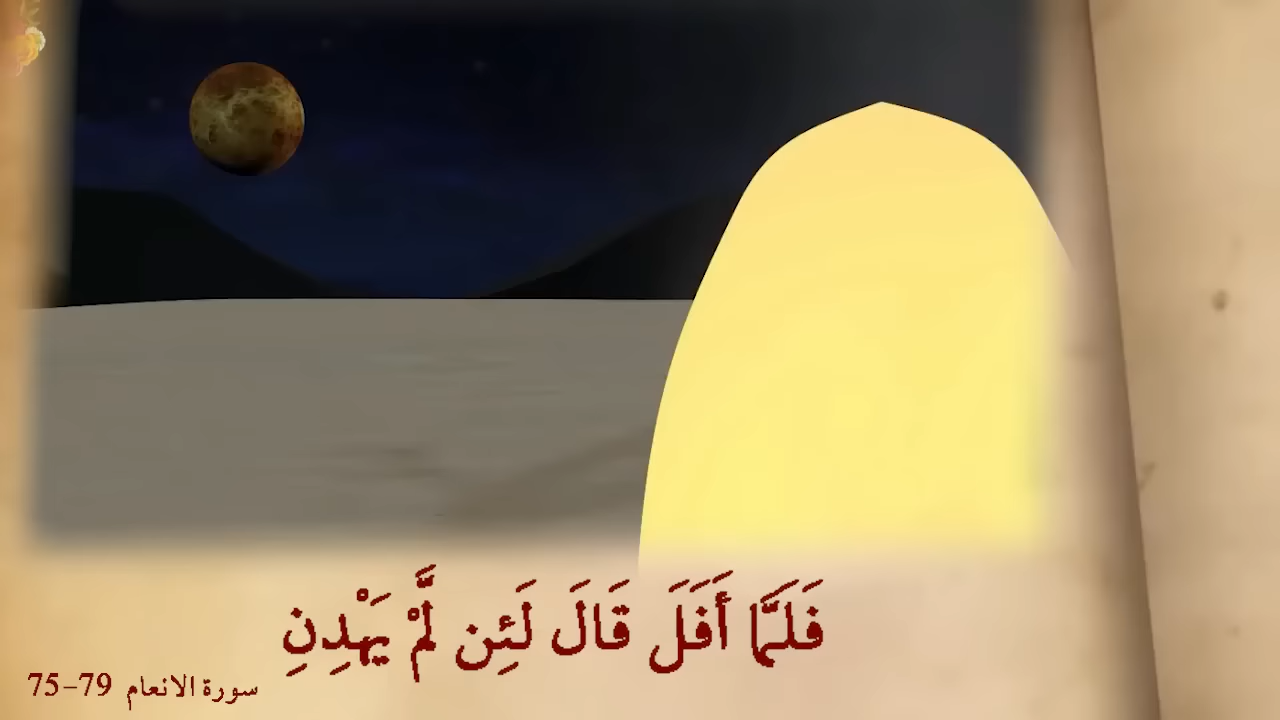 فَلَمَّا أَفَلَ قَالَ لَئِن لَّمْ يَهْدِنِ
سورة الانعام 79-75